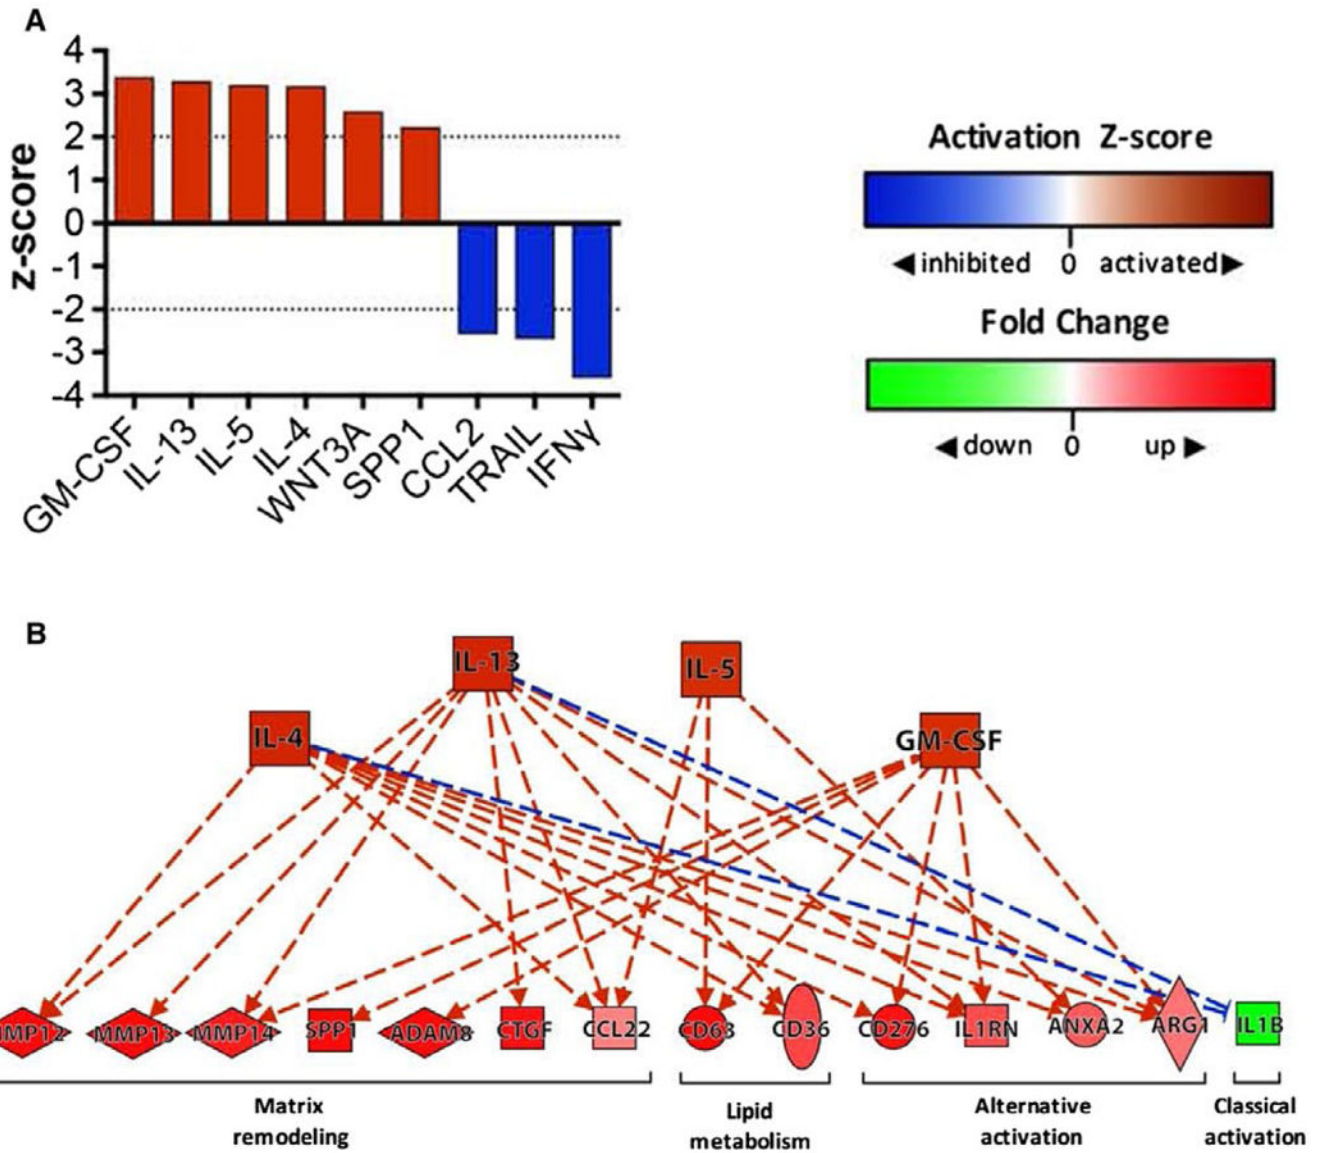 A
4
3
2
1
0
-1
-2
-3
-4
z-score
GM-CSF
IL-13
IL-5
IL-4
WNT3A
SPP1
CCL2
TRAIL
IFNγ
Activation Z-score
◄inhibited 0 activated►
Fold Change
◄down 0 up►
B
IL-13
IL-5
IL-4
GM-CSF
MMP12 MMP13 MMP14 SPP1 ADAM8 CTGF CCL22 CD63 CD36 CD276 IL1RN ANXA2 ARG1 IL1B
Matrix
remodeling
Lipid
metabolism
Alternative
activation
Classical
activation